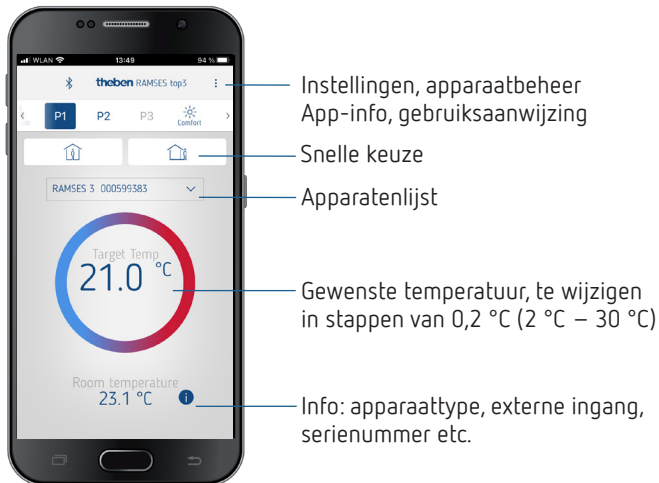 WLAN 13:49 94 %
theben RAMSES top3
P1 P2 P3 Comfort
RAMSES 3 000599383
Target Temp
21.0 °C
Room temperature
23.1 °C i
Instellingen, apparaatbeheer
App-info, gebruiksaanwijzing
Snelle keuze
Apparatenlijst
Gewenste temperatuur, te wijzigen
in stappen van 0,2 °C (2 °C – 30 °C)
Info: apparaattype, externe ingang,
serienummer etc.